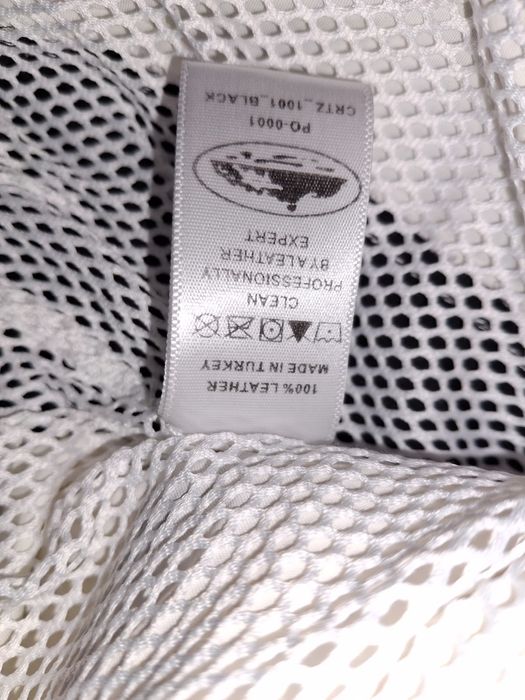 100% LEATHER
MADE IN TURKEY
CLEAN
PROFESSIONALLY
BY A LEATHER
EXPERT
PO-0001
CRTZ_1001_BLACK